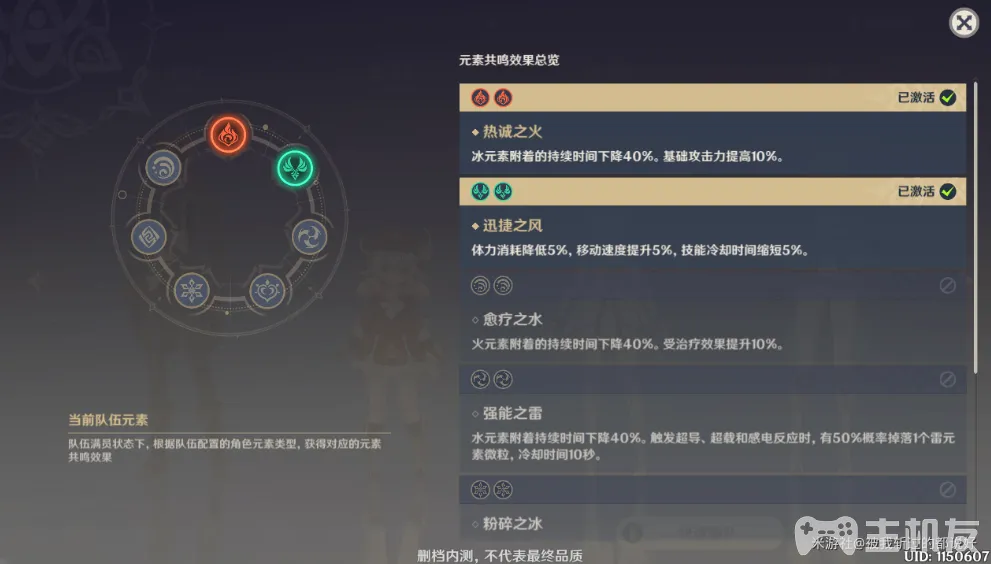 元素共鸣效果总览
已激活
热诚之火
冰元素附着的持续时间下降40%。基础攻击力提高10%。
已激活
迅捷之风
体力消耗降低5%，移动速度提升5%，技能冷却时间缩短5%。
愈疗之水
火元素附着的持续时间下降40%。受治疗效果提升10%。
强能之雷
水元素附着持续时间下降40%。触发超导、超载和感电反应时，有50%概率掉落1个雷元
素微粒，冷却时间10秒。
粉碎之冰
当前队伍元素
队伍满员状态下，根据队伍配置的角色元素类型，获得对应的元素
共鸣效果
删档内测，不代表最终品质
主机友
米游社@被我斩过的都说好
UID: 1150607